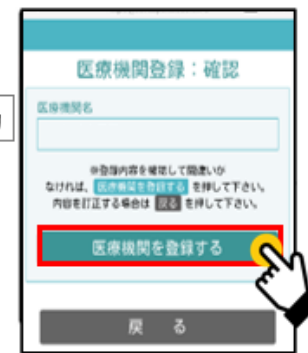 医療機関登録：確認
医療機関名
※登録内容を確認して間違いが
なければ、医療機関を登録する を押して下さい。
内容を訂正する場合は 戻る を押して下さい。
医療機関を登録する
戻 る